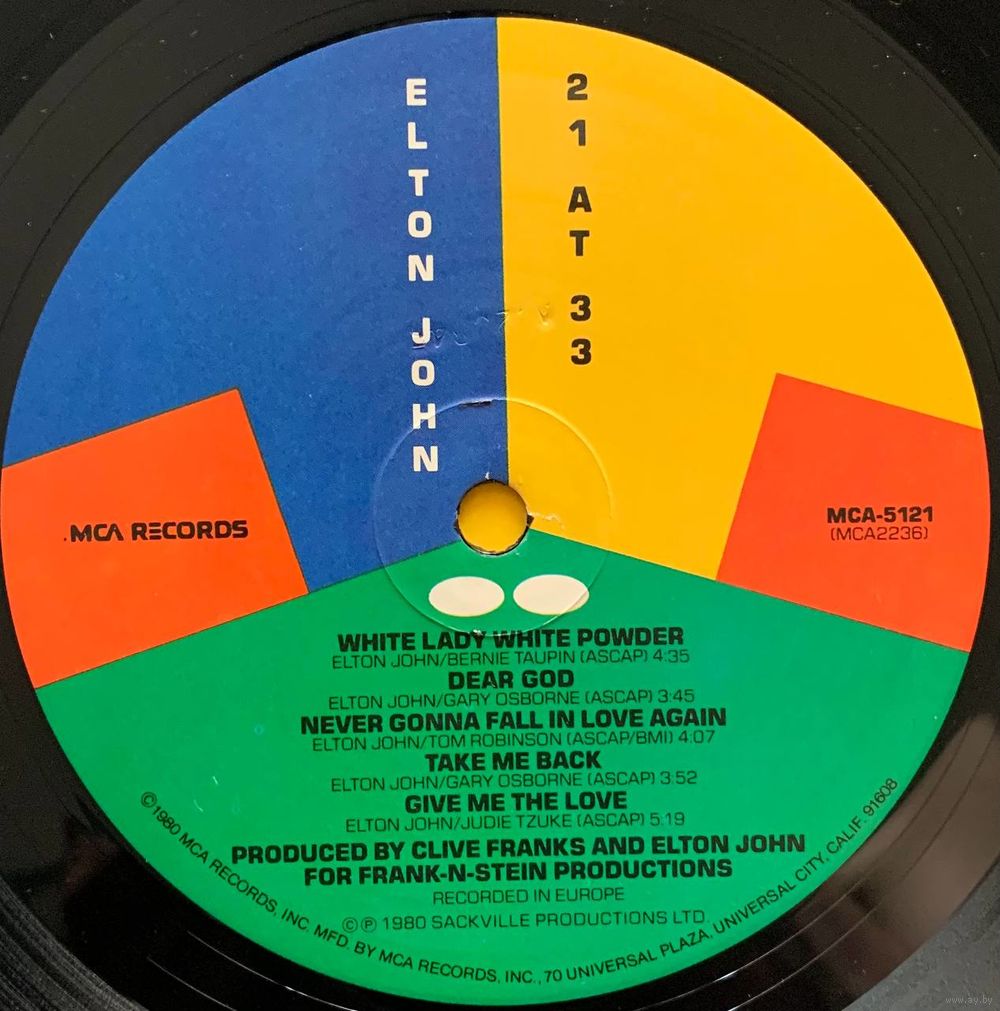 ELTON JOHN
21 AT 33
MCA RECORDS
MCA-5121
(MCA2236)
WHITE LADY WHITE POWDER
ELTON JOHN/BERNIE TAUPIN (ASCAP) 4:35
DEAR GOD
ELTON JOHN/GARY OSBORNE (ASCAP) 3:45
NEVER GONNA FALL IN LOVE AGAIN
ELTON JOHN/TOM ROBINSON (ASCAP/BMI) 4:07
TAKE ME BACK
ELTON JOHN/GARY OSBORNE (ASCAP) 3:52
GIVE ME THE LOVE
ELTON JOHN/JUDIE TZUKE (ASCAP) 5:19
PRODUCED BY CLIVE FRANKS AND ELTON JOHN
FOR FRANK-N-STEIN PRODUCTIONS
RECORDED IN EUROPE
©℗ 1980 SACKVILLE PRODUCTIONS LTD.
©1980 MCA RECORDS, INC. MFD. BY MCA RECORDS, INC., 70 UNIVERSAL PLAZA, UNIVERSAL CITY, CALIF. 91608
www.ay.by